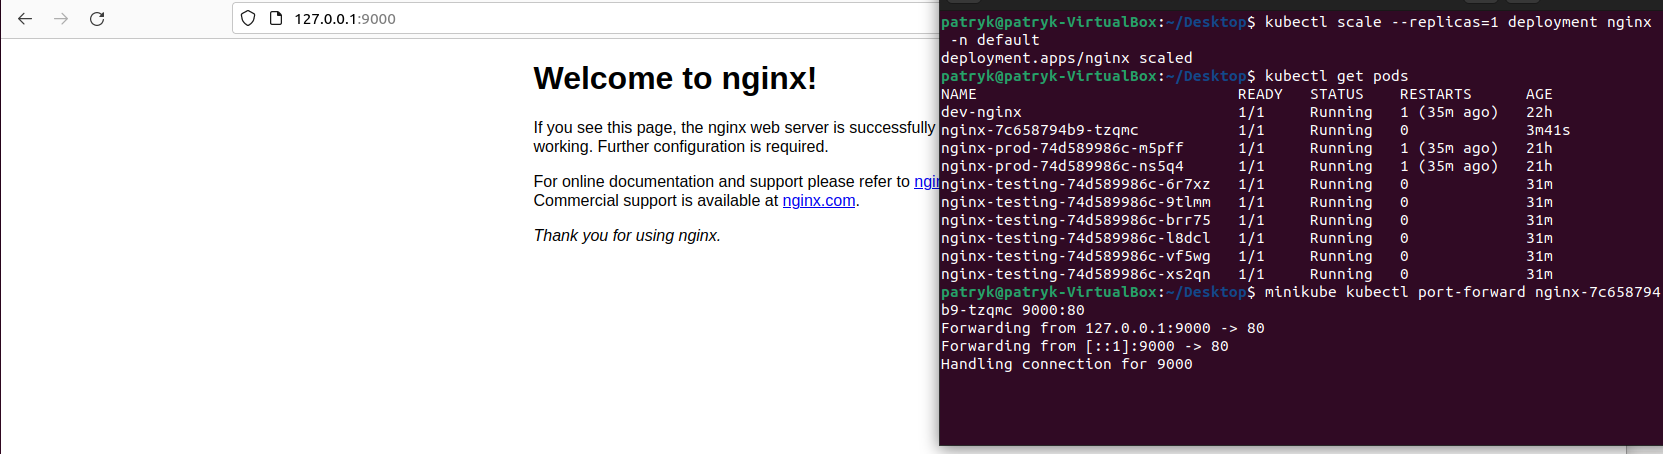 127.0.0.1:9000
Welcome to nginx!
If you see this page, the nginx web server is successfully
working. Further configuration is required.
For online documentation and support please refer to
Commercial support is available at nginx.com.
Thank you for using nginx.
patryk@patryk-VirtualBox:~/Desktop$ kubectl scale --replicas=1 deployment nginx
-n default
deployment.apps/nginx scaled
patryk@patryk-VirtualBox:~/Desktop$ kubectl get pods
NAME READY STATUS RESTARTS AGE
dev-nginx 1/1 Running 1 (35m ago) 22h
nginx-7c658794b9-tzqmc 1/1 Running 0 3m41s
nginx-prod-74d589986c-m5pff 1/1 Running 1 (35m ago) 21h
nginx-prod-74d589986c-ns5q4 1/1 Running 1 (35m ago) 21h
nginx-testing-74d589986c-6r7xz 1/1 Running 0 31m
nginx-testing-74d589986c-9tlmm 1/1 Running 0 31m
nginx-testing-74d589986c-brr75 1/1 Running 0 31m
nginx-testing-74d589986c-l8dcl 1/1 Running 0 31m
nginx-testing-74d589986c-vf5wg 1/1 Running 0 31m
nginx-testing-74d589986c-xs2qn 1/1 Running 0 31m
patryk@patryk-VirtualBox:~/Desktop$ minikube kubectl port-forward nginx-7c658794
b9-tzqmc 9000:80
Forwarding from 127.0.0.1:9000 -> 80
Forwarding from [::1]:9000 -> 80
Handling connection for 9000